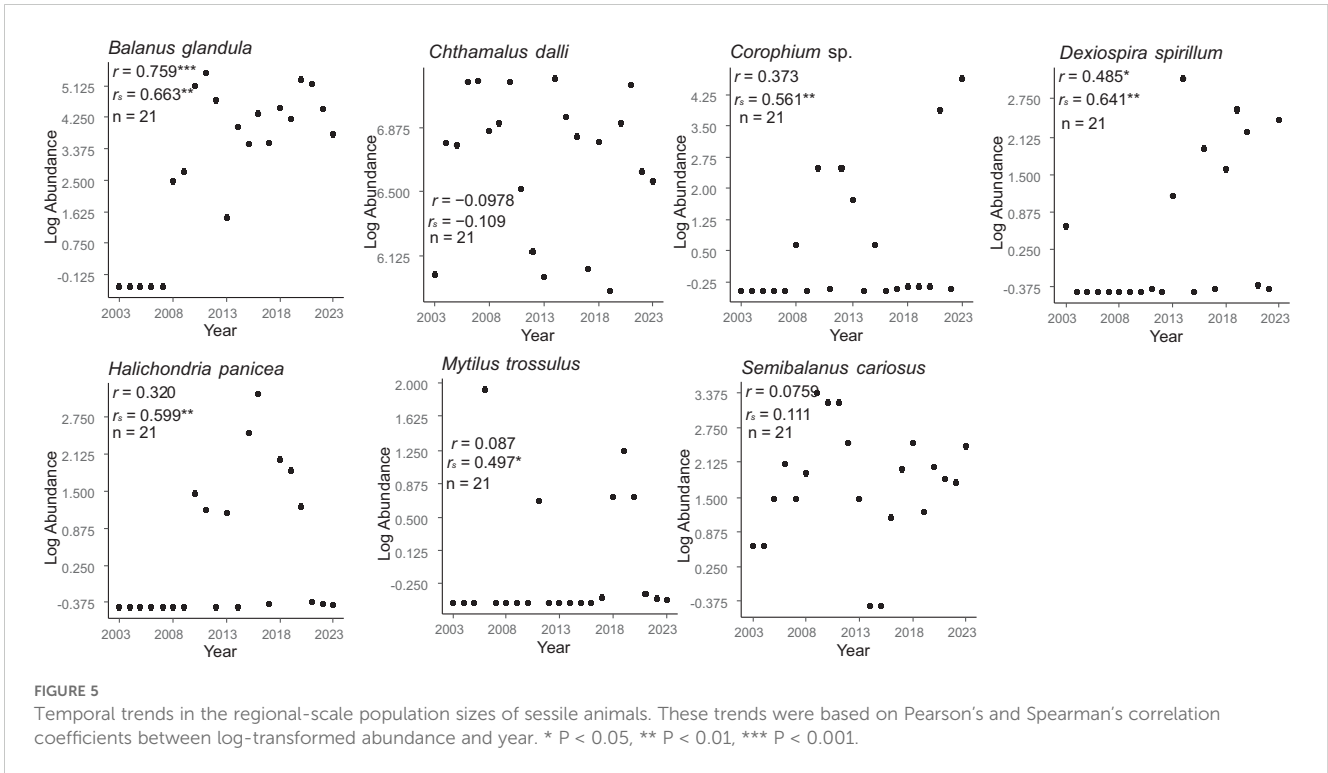 Balanus glandula
r = 0.759***
rs = 0.663**
n = 21
Log Abundance
5.125
4.250
3.375
2.500
1.625
0.750
-0.125
2003 2008 2013 2018 2023
Year
Chthamalus dalli
6.875
6.500
6.125
Log Abundance
r = −0.0978
rs = −0.109
n = 21
2003 2008 2013 2018 2023
Year
Corophium sp.
r = 0.373
rs = 0.561**
n = 21
Log Abundance
4.25
3.50
2.75
2.00
1.25
0.50
-0.25
2003 2008 2013 2018 2023
Year
Dexiospira spirillum
r = 0.485*
rs = 0.641**
n = 21
Log Abundance
2.750
2.125
1.500
0.875
0.250
-0.375
2003 2008 2013 2018 2023
Year
Halichondria panicea
r = 0.320
rs = 0.599**
n = 21
Log Abundance
2.750
2.125
1.500
0.875
0.250
-0.375
2003 2008 2013 2018 2023
Year
Mytilus trossulus
2.000
1.625
1.250
0.875
0.500
0.125
-0.250
Log Abundance
r = 0.087
rs = 0.497*
n = 21
2003 2008 2013 2018 2023
Year
Semibalanus cariosus
r = 0.0759
rs = 0.111
n = 21
Log Abundance
3.375
2.750
2.125
1.500
0.875
0.250
-0.375
2003 2008 2013 2018 2023
Year
FIGURE 5
Temporal trends in the regional-scale population sizes of sessile animals. These trends were based on Pearson's and Spearman's correlation
coefficients between log-transformed abundance and year. * P < 0.05, ** P < 0.01, *** P < 0.001.